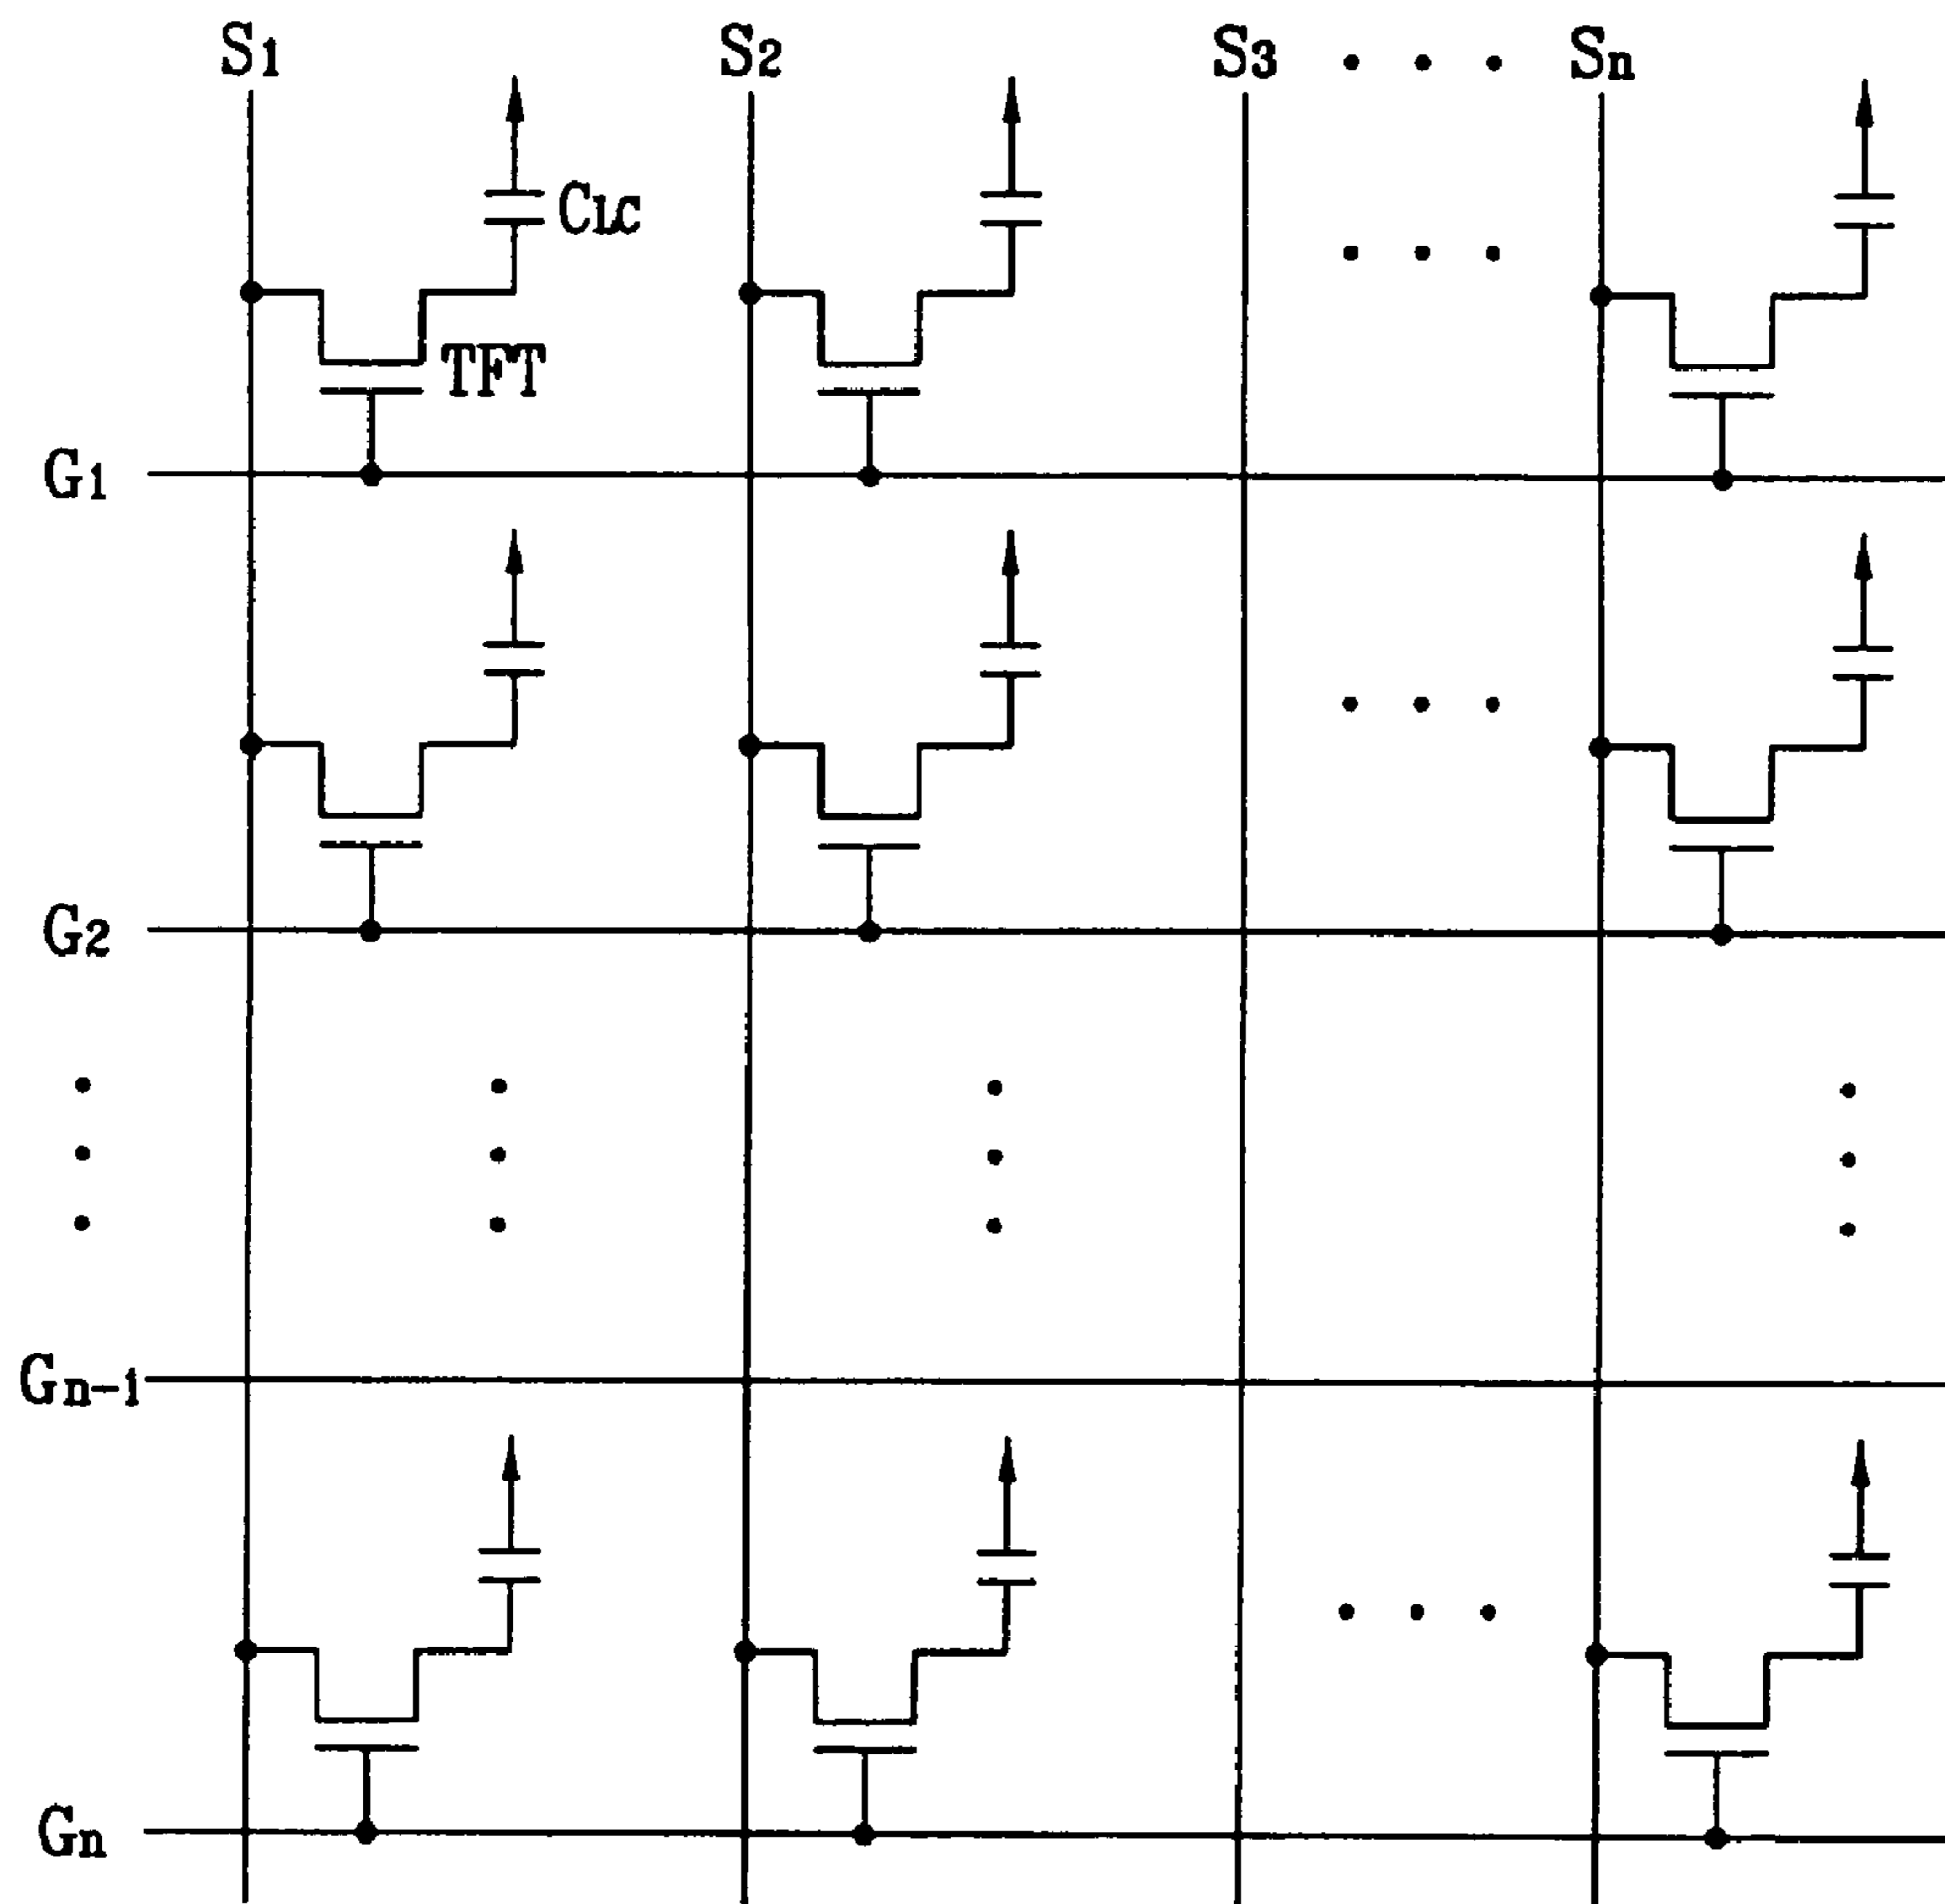 S1 S2 S3 . . . Sn
CLC
TFT
G1
G2
Gn-1
Gn